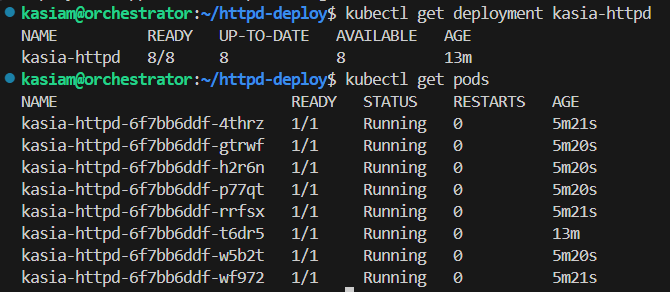 kasiam@orchestrator:~/httpd-deploy$ kubectl get deployment kasia-httpd
NAME READY UP-TO-DATE AVAILABLE AGE
kasia-httpd 8/8 8 8 13m
kasiam@orchestrator:~/httpd-deploy$ kubectl get pods
NAME READY STATUS RESTARTS AGE
kasia-httpd-6f7bb6ddf-4thrz 1/1 Running 0 5m21s
kasia-httpd-6f7bb6ddf-gtrwf 1/1 Running 0 5m20s
kasia-httpd-6f7bb6ddf-h2r6n 1/1 Running 0 5m20s
kasia-httpd-6f7bb6ddf-p77qt 1/1 Running 0 5m20s
kasia-httpd-6f7bb6ddf-rrfsx 1/1 Running 0 5m21s
kasia-httpd-6f7bb6ddf-t6dr5 1/1 Running 0 13m
kasia-httpd-6f7bb6ddf-w5b2t 1/1 Running 0 5m20s
kasia-httpd-6f7bb6ddf-wf972 1/1 Running 0 5m21s